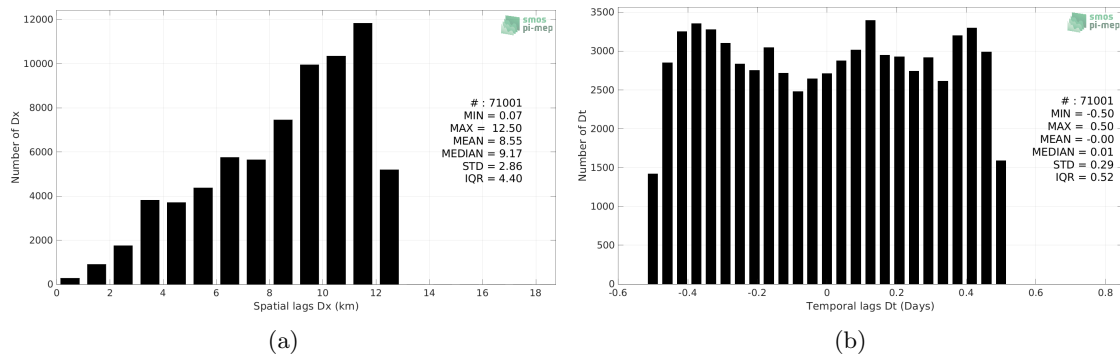 12000
10000
8000
6000
4000
2000
0
Number of Dx
smos
pi-mep
# : 71001
MIN = 0.07
MAX = 12.50
MEAN = 8.55
MEDIAN = 9.17
STD = 2.86
IQR = 4.40
0 2 4 6 8 10 12 14 16 18
Spatial lags Dx (km)
(a)
3500
3000
2500
2000
1500
1000
500
0
Number of Dt
smos
pi-mep
# : 71001
MIN = -0.50
MAX = 0.50
MEAN = -0.00
MEDIAN = 0.01
STD = 0.29
IQR = 0.52
-0.6 -0.4 -0.2 0 0.2 0.4 0.6 0.8
Temporal lags Dt (Days)
(b)